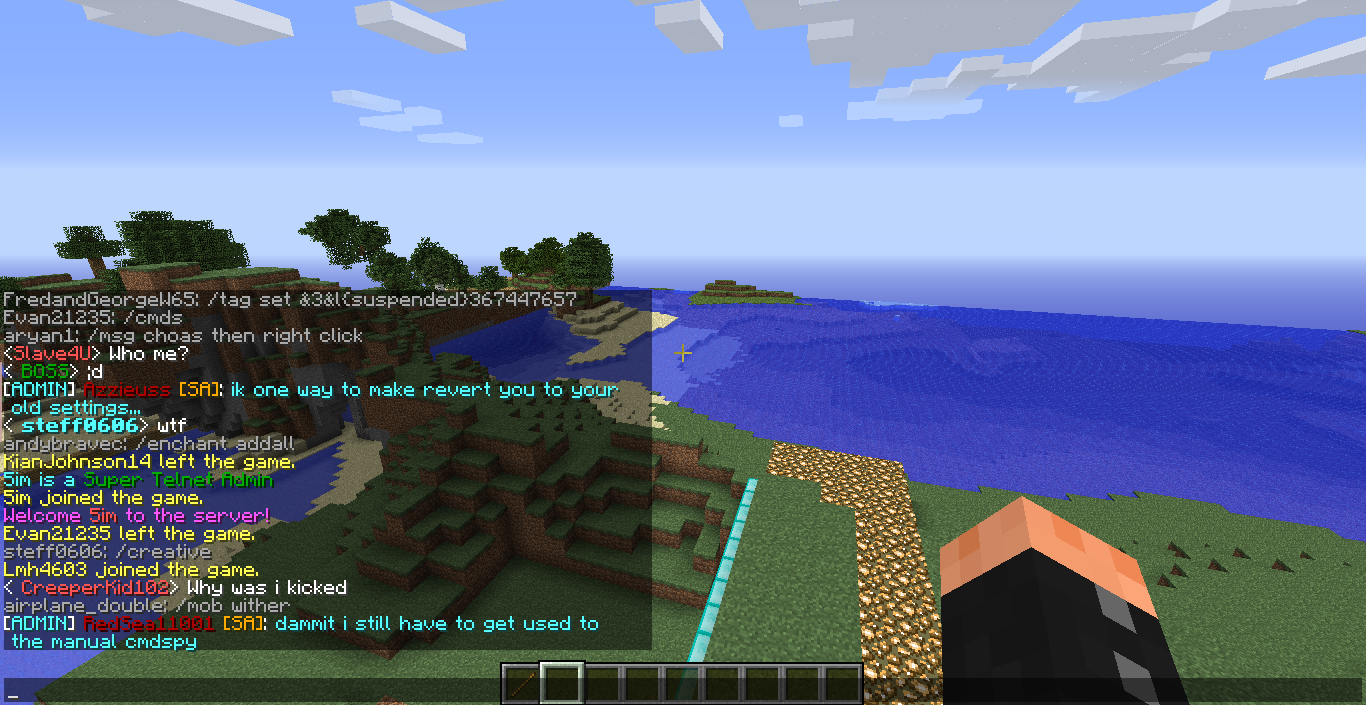 FredandGeorgeW65: /tag set &3&l{suspended}367447657
Evan21235: /cmds
aryan1: /msg choas then right click
<Slave4U> Who me?
< BOSS> ;d
[ADMIN] Azzieuss [SA]: ik one way to make revert you to your
old settings...
< steff0606> wtf
andybravec: /enchant addall
KianJohnson14 left the game.
5im is a Super Telnet Admin
5im joined the game.
Welcome 5im to the server!
Evan21235 left the game.
steff0606: /creative
Lmh4603 joined the game.
< CreeperKid102> Why was i kicked
airplane_double: /mob wither
[ADMIN] RedSea11001 [SA]: dammit i still have to get used to
the manual cmdspy
_